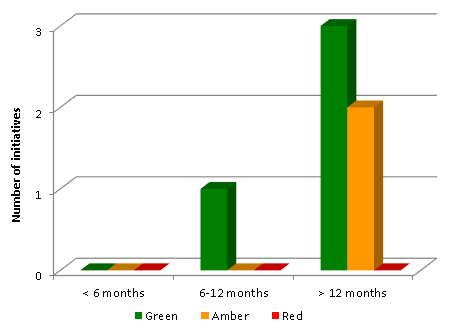 3
2
1
0
Number of initiatives
< 6 months 6-12 months > 12 months
Green Amber Red